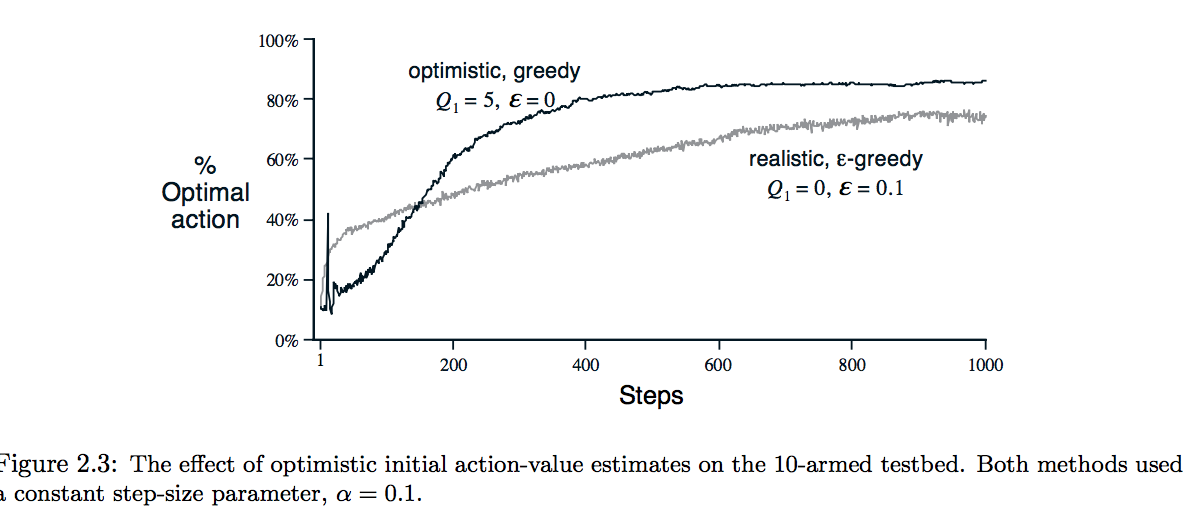 100%
optimistic, greedy
Q₁ = 5, ε = 0
80%
%
Optimal
action
60%
realistic, ε-greedy
Q₁ = 0, ε = 0.1
40%
20%
0%
1 200 400 600 800 1000
Steps
Figure 2.3: The effect of optimistic initial action-value estimates on the 10-armed testbed. Both methods used
a constant step-size parameter, α = 0.1.